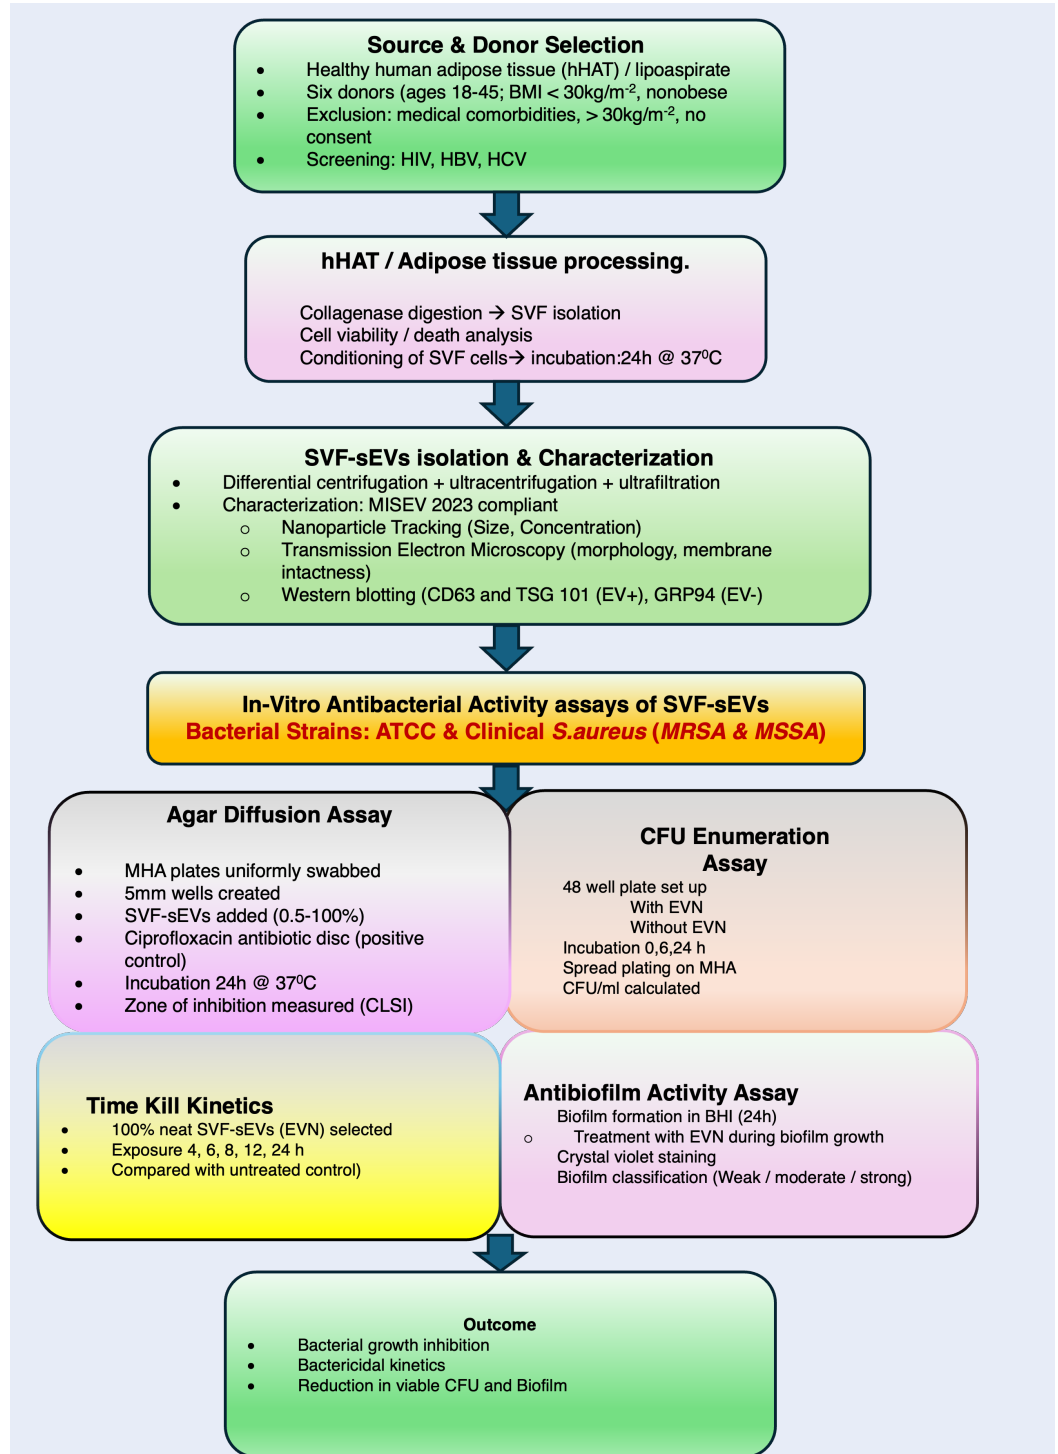 Source & Donor Selection
• Healthy human adipose tissue (hHAT) / lipoaspirate
• Six donors (ages 18-45; BMI < 30kg/m⁻², nonobese
• Exclusion: medical comorbidities, > 30kg/m⁻², no
consent
• Screening: HIV, HBV, HCV
hHAT / Adipose tissue processing.
Collagenase digestion → SVF isolation
Cell viability / death analysis
Conditioning of SVF cells→ incubation:24h @ 37⁰C
SVF-sEVs isolation & Characterization
• Differential centrifugation + ultracentrifugation + ultrafiltration
• Characterization: MISEV 2023 compliant
o Nanoparticle Tracking (Size, Concentration)
o Transmission Electron Microscopy (morphology, membrane
intactness)
o Western blotting (CD63 and TSG 101 (EV+), GRP94 (EV-)
In-Vitro Antibacterial Activity assays of SVF-sEVs
Bacterial Strains: ATCC & Clinical S.aureus (MRSA & MSSA)
Agar Diffusion Assay
• MHA plates uniformly swabbed
• 5mm wells created
• SVF-sEVs added (0.5-100%)
• Ciprofloxacin antibiotic disc (positive
control)
• Incubation 24h @ 37⁰C
• Zone of inhibition measured (CLSI)
CFU Enumeration
Assay
48 well plate set up
With EVN
Without EVN
Incubation 0,6,24 h
Spread plating on MHA
CFU/ml calculated
Time Kill Kinetics
• 100% neat SVF-sEVs (EVN) selected
• Exposure 4, 6, 8, 12, 24 h
• Compared with untreated control)
Antibiofilm Activity Assay
Biofilm formation in BHI (24h)
o Treatment with EVN during biofilm growth
Crystal violet staining
Biofilm classification (Weak / moderate / strong)
Outcome
• Bacterial growth inhibition
• Bactericidal kinetics
• Reduction in viable CFU and Biofilm